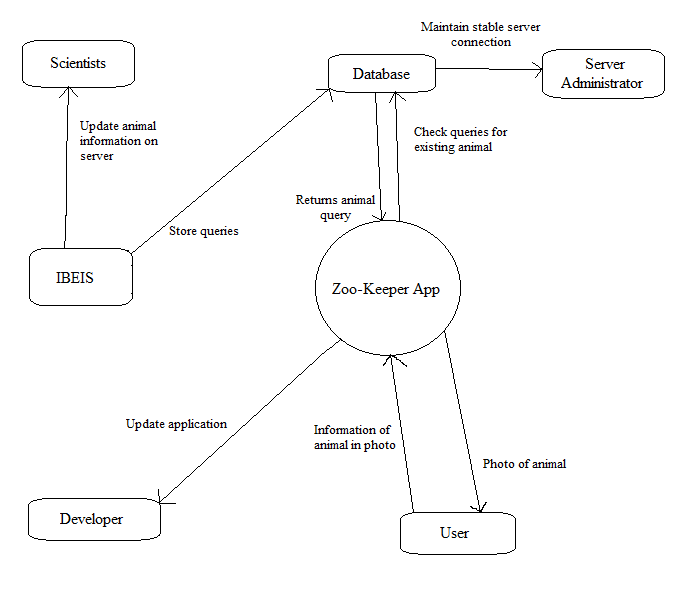 Maintain stable server
connection
Scientists
Database
Server
Administrator
Update animal
information on
server
Check queries for
existing animal
Returns animal
query
Store queries
IBEIS
Zoo-Keeper App
Update application
Information of
animal in photo
Photo of animal
Developer
User